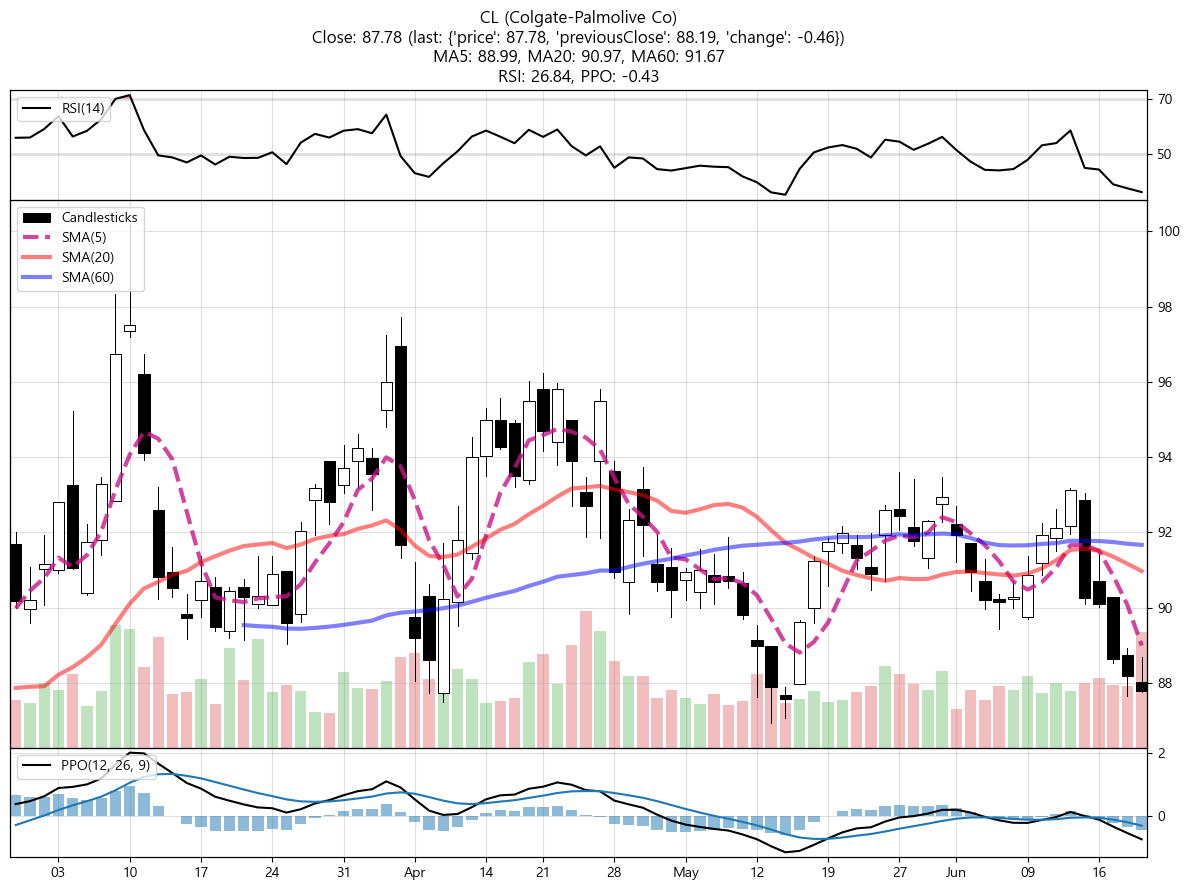 CL (Colgate-Palmolive Co)
Close: 87.78 (last: {'price': 87.78, 'previousClose': 88.19, 'change': -0.46})
MA5: 88.99, MA20: 90.97, MA60: 91.67
RSI: 26.84, PPO: -0.43
RSI(14)
70
50
Candlesticks
SMA(5)
SMA(20)
SMA(60)
100
98
96
94
92
90
88
PPO(12, 26, 9)
2
0
03 10 17 24 31 Apr 14 21 28 May 12 19 27 Jun 09 16